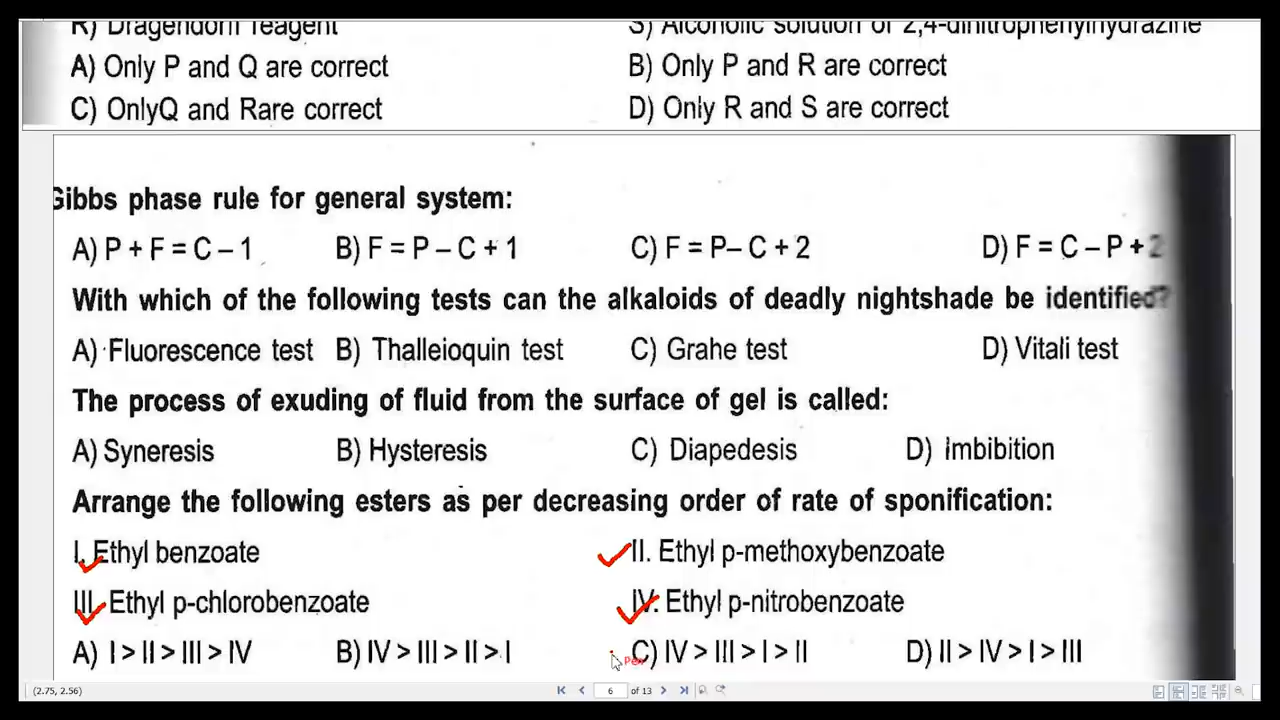 R) Dragendorn reagent S) Alcoholic solution of 2,4-dinitrophenylhydrazine
A) Only P and Q are correct B) Only P and R are correct
C) OnlyQ and Rare correct D) Only R and S are correct
Gibbs phase rule for general system:
A) P + F = C – 1 B) F = P – C + 1 C) F = P– C + 2 D) F = C – P + 2
With which of the following tests can the alkaloids of deadly nightshade be identified?
A) Fluorescence test B) Thalleioquin test C) Grahe test D) Vitali test
The process of exuding of fluid from the surface of gel is called:
A) Syneresis B) Hysteresis C) Diapedesis D) Imbibition
Arrange the following esters as per decreasing order of rate of sponification:
I. Ethyl benzoate II. Ethyl p-methoxybenzoate
III. Ethyl p-chlorobenzoate IV. Ethyl p-nitrobenzoate
A) I > II > III > IV B) IV > III > II > I C) IV > III > I > II D) II > IV > I > III
Pen
(2.75, 2.56) 6 of 13